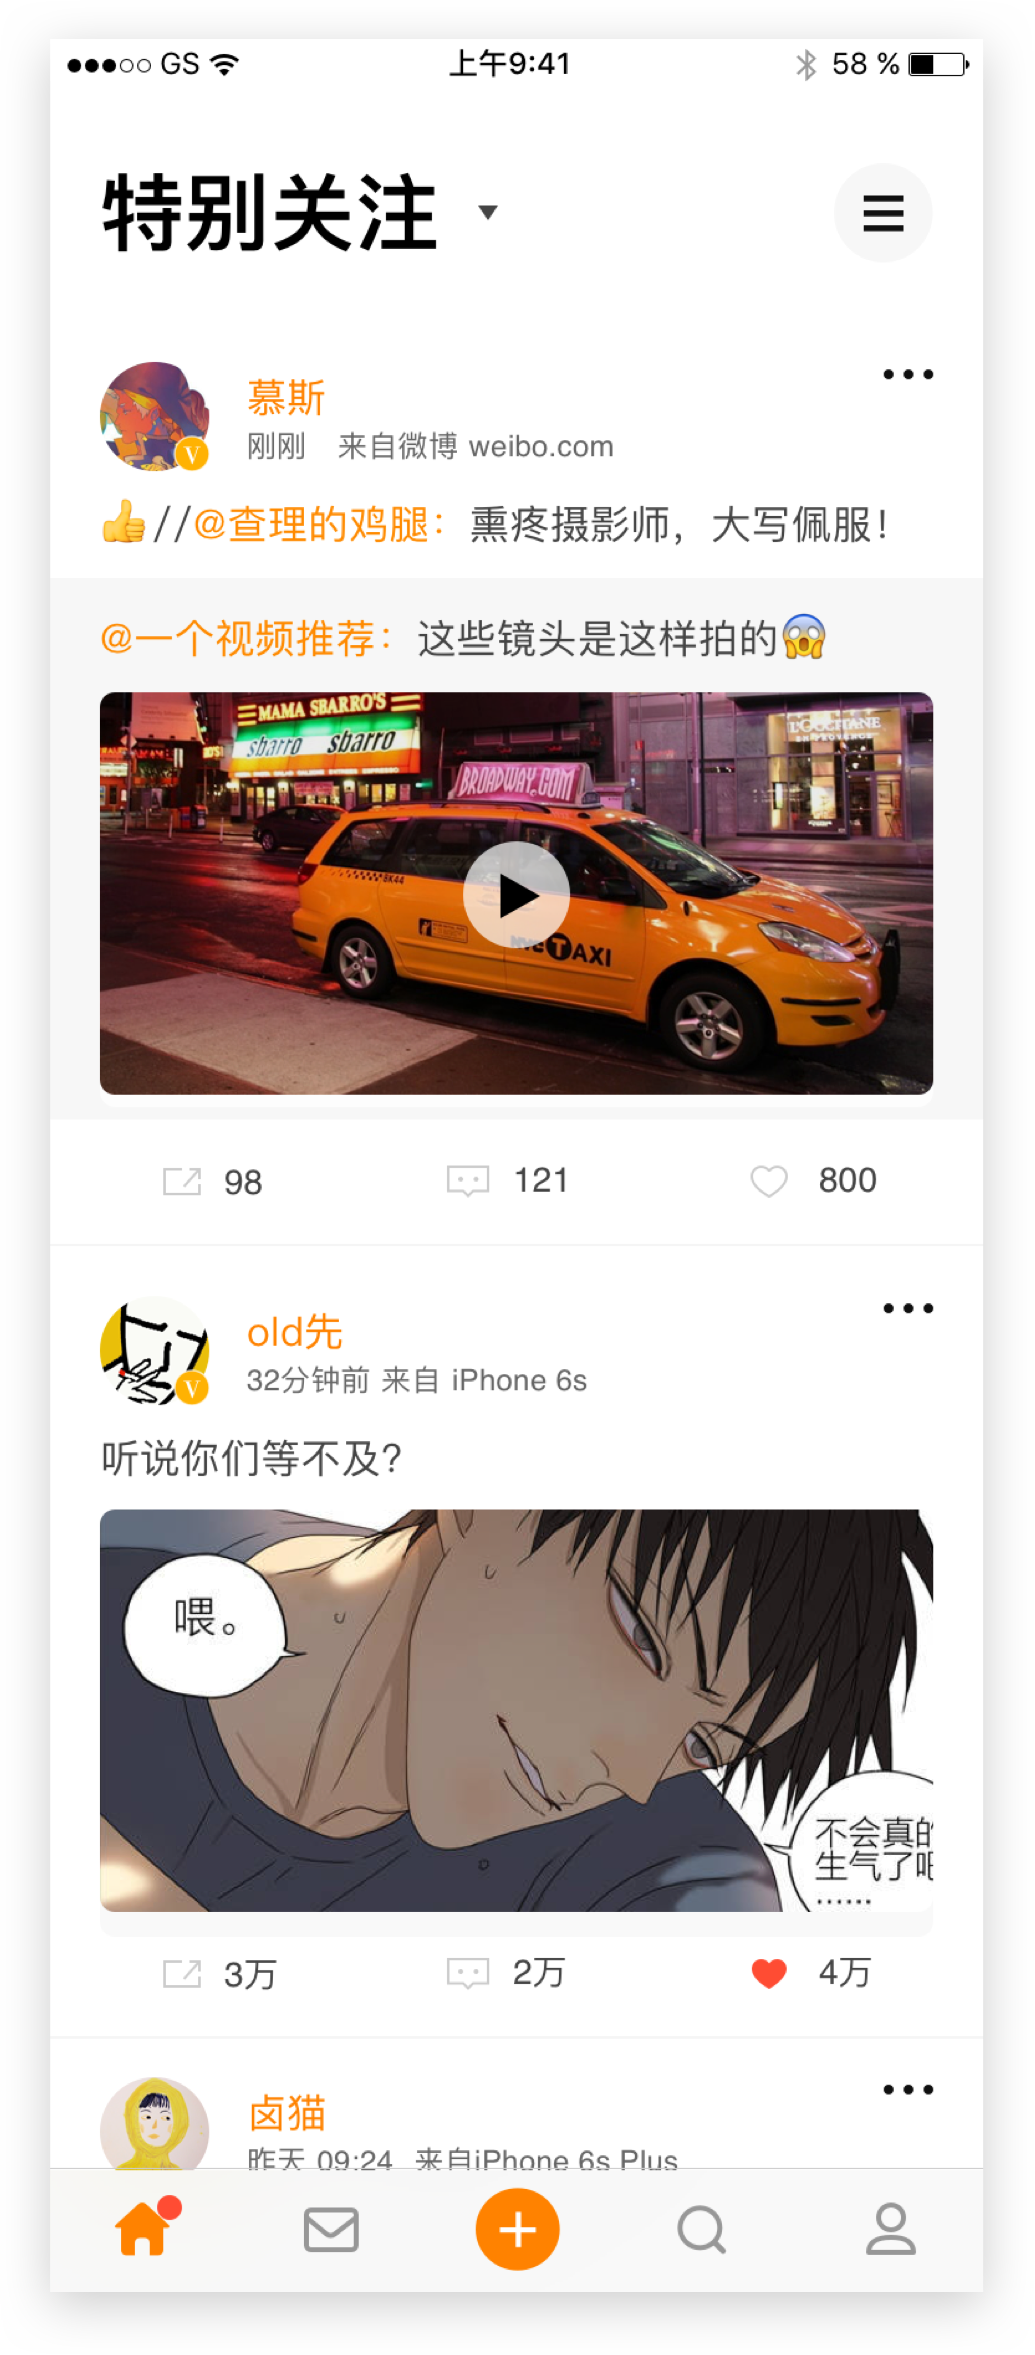 GS 上午9:41 58 %
特别关注
慕斯
刚刚 来自微博 weibo.com
//@查理的鸡腿：熏疼摄影师，大写佩服！
@一个视频推荐：这些镜头是这样拍的
MAMA SBARRO'S
sbarro sbarro
L'OCCITANE
EN PROVENCE
BROADWAY.COM
8K44
NYC TAXI
98 121 800
old先
32分钟前 来自 iPhone 6s
听说你们等不及？
喂。
不会真的
生气了吧
……
3万 2万 4万
卤猫
昨天 09:24 来自iPhone 6s Plus